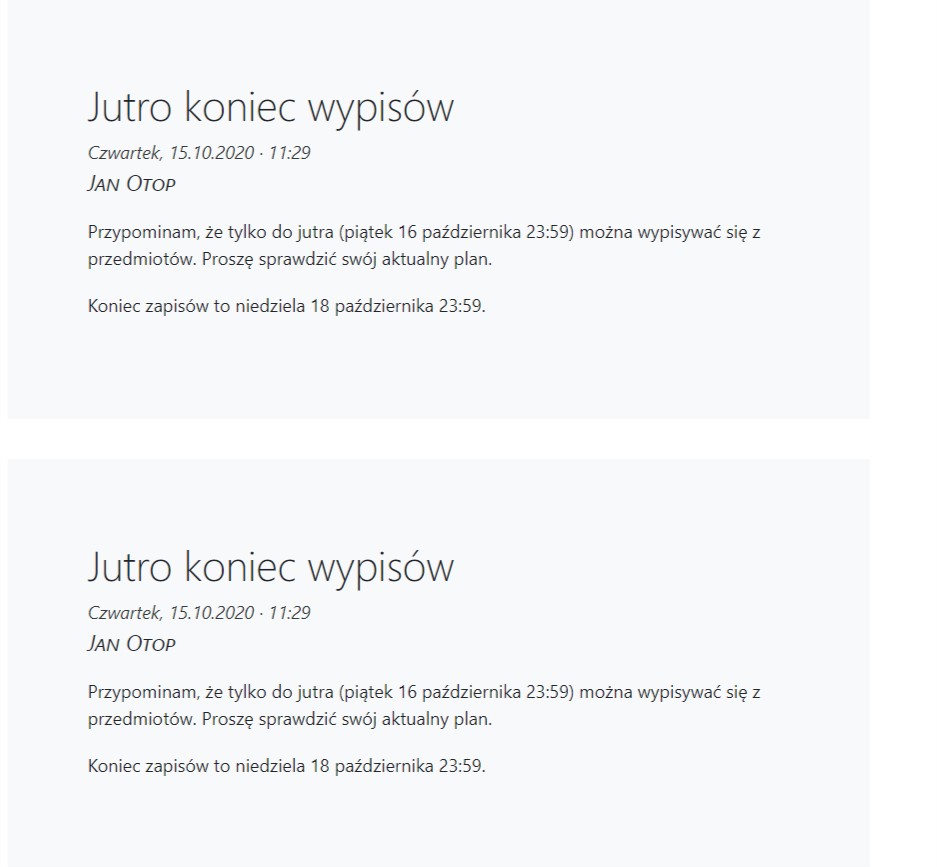 Jutro koniec wypisów
Czwartek, 15.10.2020 · 11:29
Jan Otop
Przypominam, że tylko do jutra (piątek 16 października 23:59) można wypisywać się z
przedmiotów. Proszę sprawdzić swój aktualny plan.
Koniec zapisów to niedziela 18 października 23:59.
Jutro koniec wypisów
Czwartek, 15.10.2020 · 11:29
Jan Otop
Przypominam, że tylko do jutra (piątek 16 października 23:59) można wypisywać się z
przedmiotów. Proszę sprawdzić swój aktualny plan.
Koniec zapisów to niedziela 18 października 23:59.